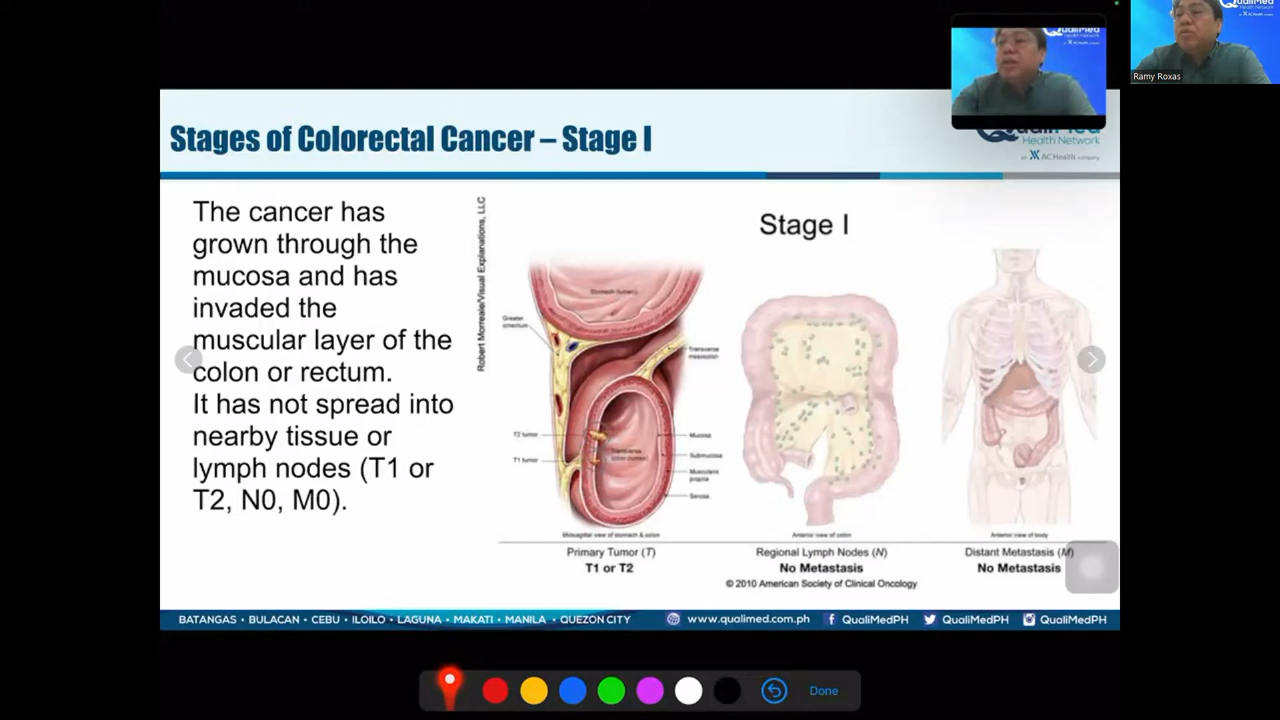 QualiMed
Health Network
AC Health company
Ramy Roxas
Health Network
AC Health company
Stages of Colorectal Cancer – Stage I
The cancer has
grown through the
mucosa and has
invaded the
muscular layer of the
colon or rectum.
It has not spread into
nearby tissue or
lymph nodes (T1 or
T2, N0, M0).
Robert Morreale/Visual Explanations, LLC
Stage I
Greater
omentum
Transverse
mesocolon
T2 tumor
T1 tumor
Mucosa
Submucosa
Muscularis
propria
Serosa
Midsagittal view of stomach & colon
Primary Tumor (T)
T1 or T2
Anterior view of colon
Regional Lymph Nodes (N)
No Metastasis
Anterior view of body
Distant Metastasis (M)
No Metastasis
© 2010 American Society of Clinical Oncology
BATANGAS • BULACAN • CEBU • ILOILO • LAGUNA • MAKATI • MANILA • QUEZON CITY
www.qualimed.com.ph
QualiMedPH
QualiMedPH
QualiMedPH
Done